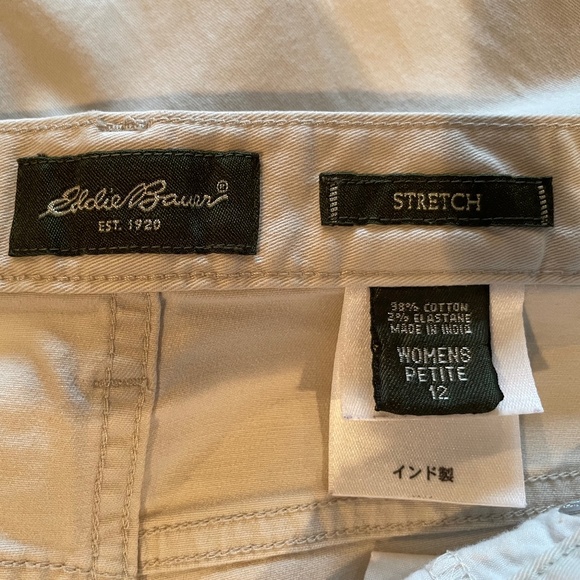 Eddie Bauer®
EST. 1920
STRETCH
98% COTTON
2% ELASTANE
MADE IN INDIA
WOMENS
PETITE
12
インド製